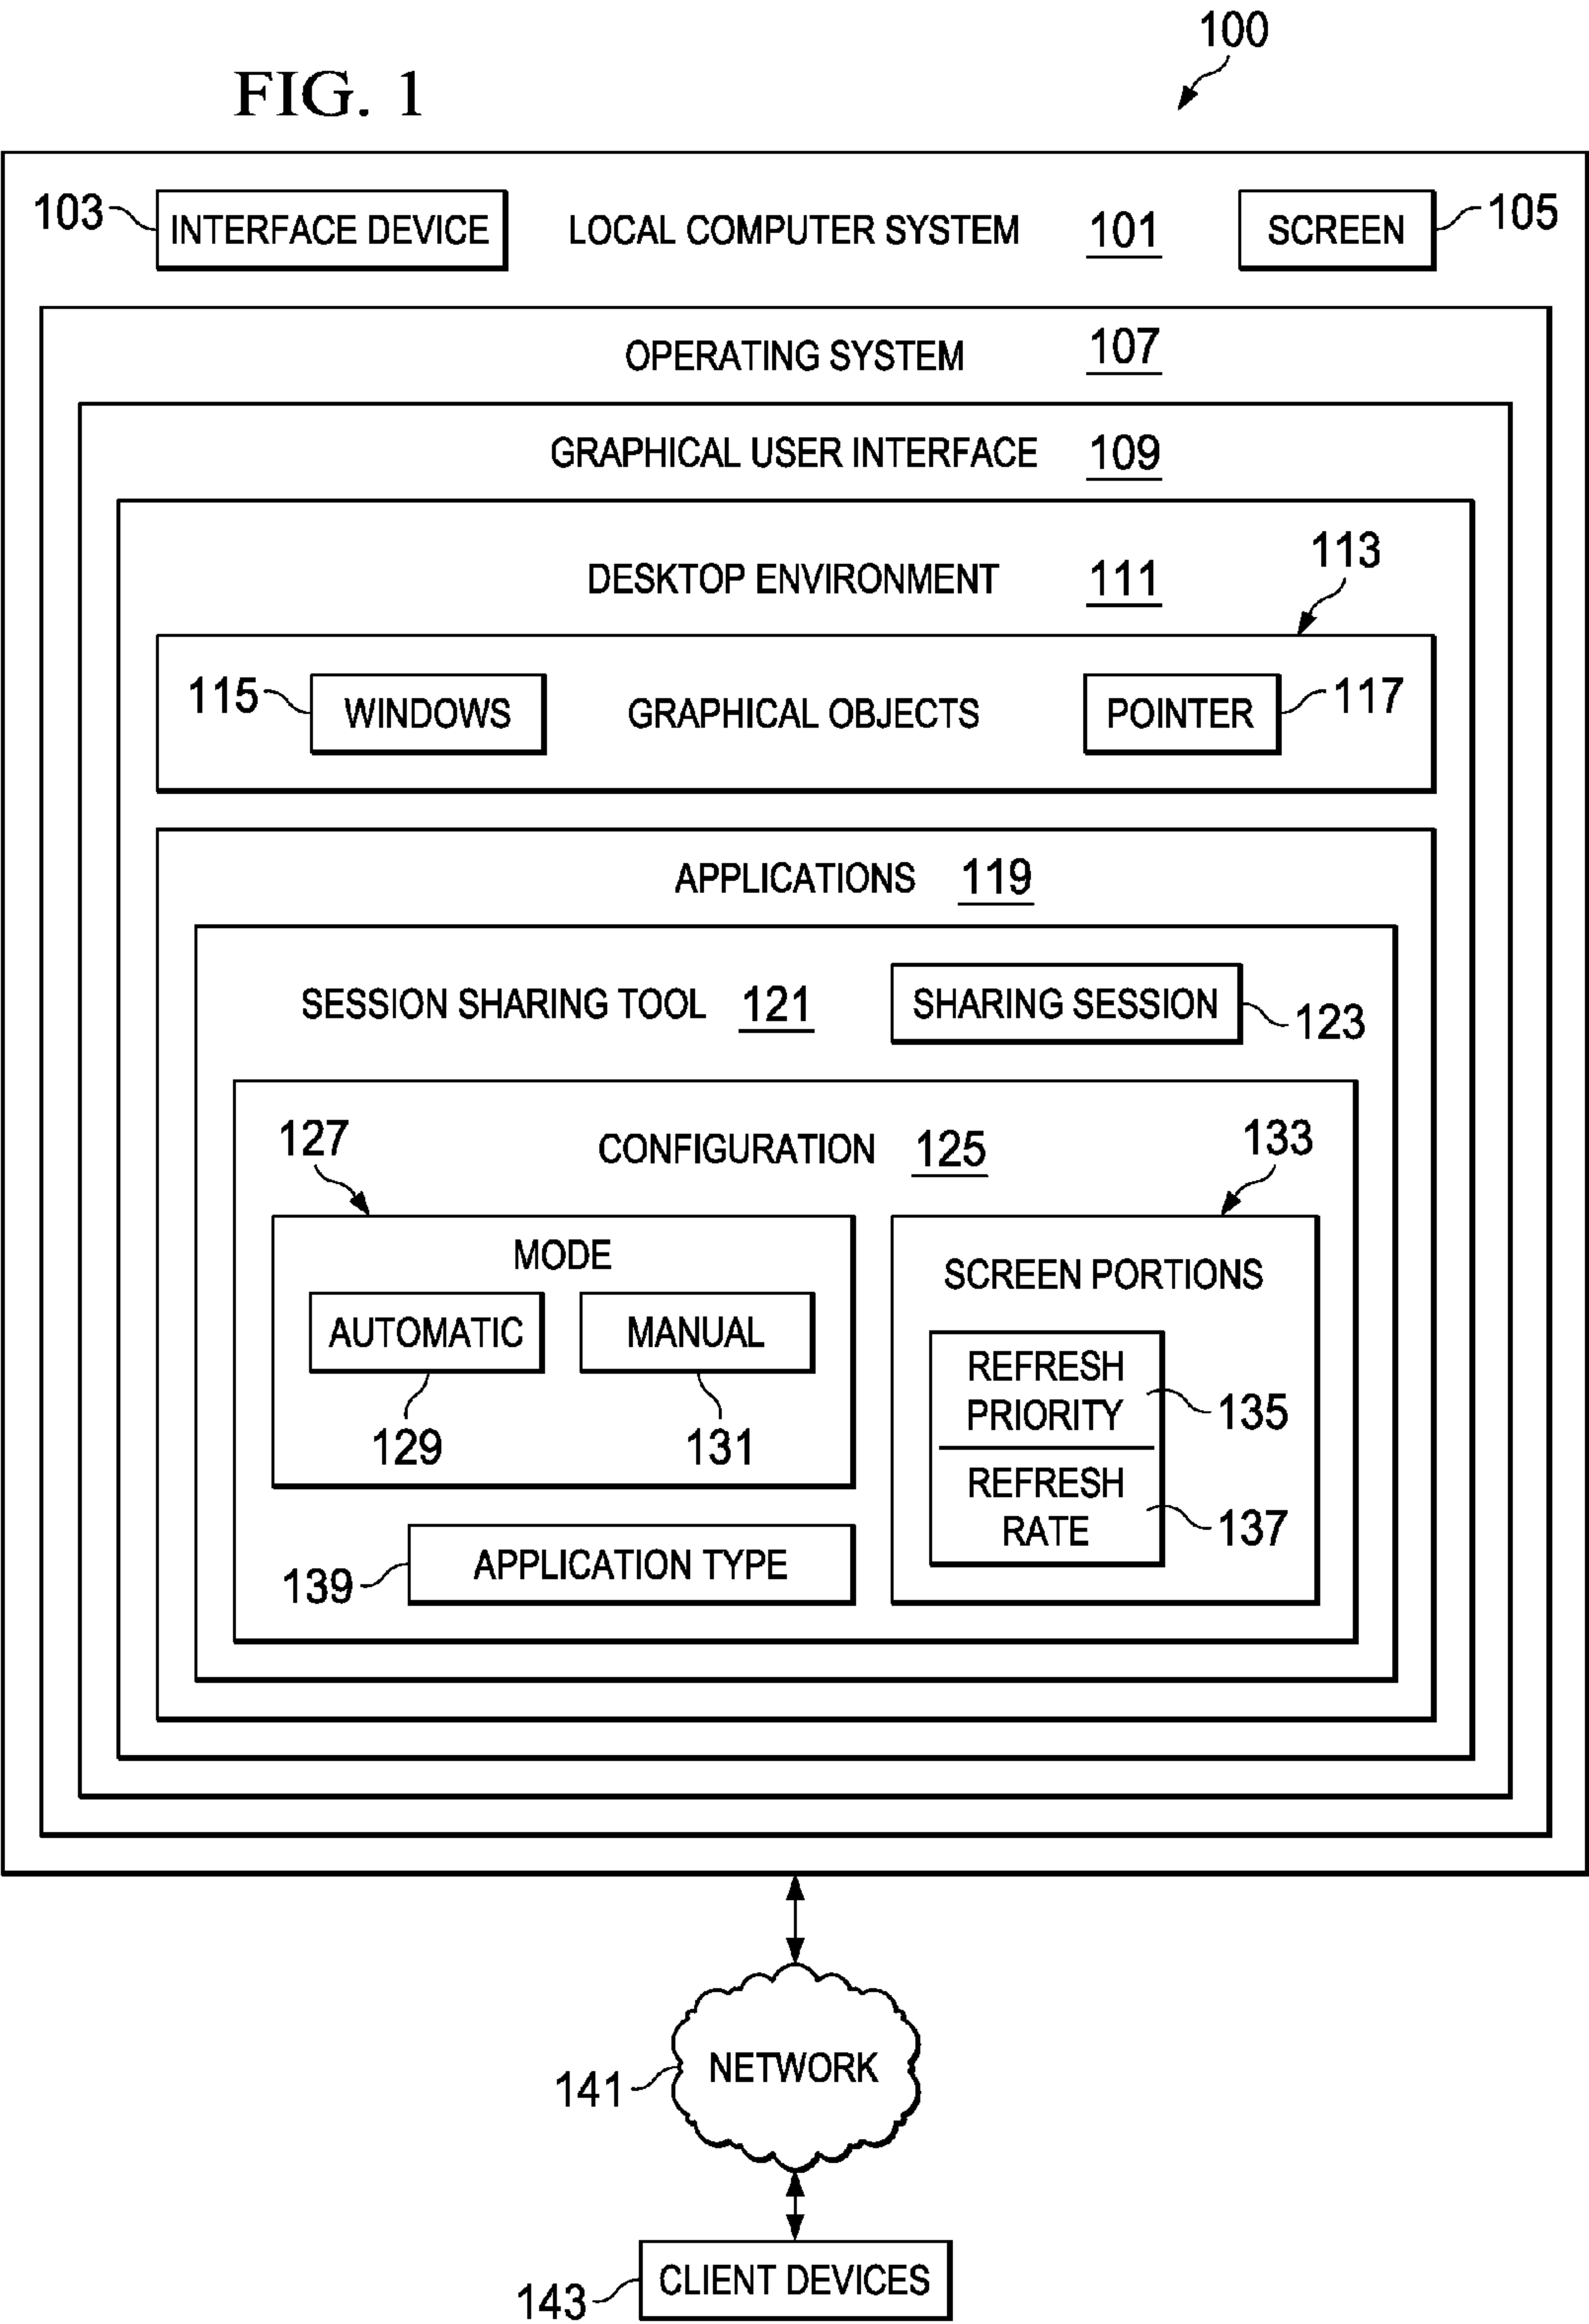 100
FIG. 1
103 INTERFACE DEVICE LOCAL COMPUTER SYSTEM 101 SCREEN 105
OPERATING SYSTEM 107
GRAPHICAL USER INTERFACE 109
113
DESKTOP ENVIRONMENT 111
115 WINDOWS GRAPHICAL OBJECTS POINTER 117
APPLICATIONS 119
SESSION SHARING TOOL 121 SHARING SESSION 123
127 CONFIGURATION 125 133
MODE
SCREEN PORTIONS
AUTOMATIC MANUAL
129 131
REFRESH
PRIORITY 135
REFRESH
RATE 137
139 APPLICATION TYPE
NETWORK
141
CLIENT DEVICES
143